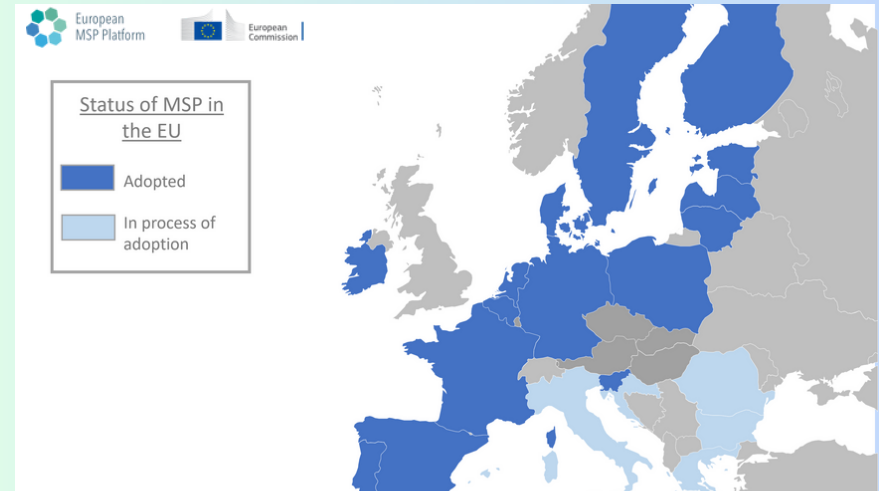 European
MSP Platform
European
Commission
Status of MSP in
the EU
Adopted
In process of
adoption